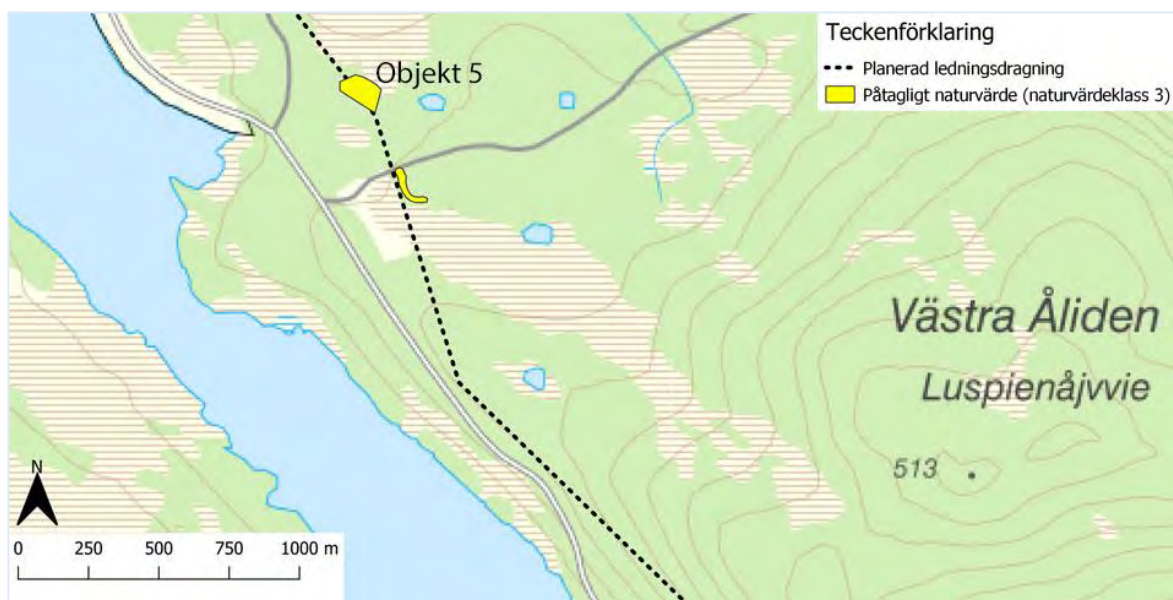 Teckenförklaring
Planerad ledningsdragning
Påtagligt naturvärde (naturvärdeklass 3)
Objekt 5
Västra Åliden
Luspienåjvvie
513
N
0 250 500 750 1000 m